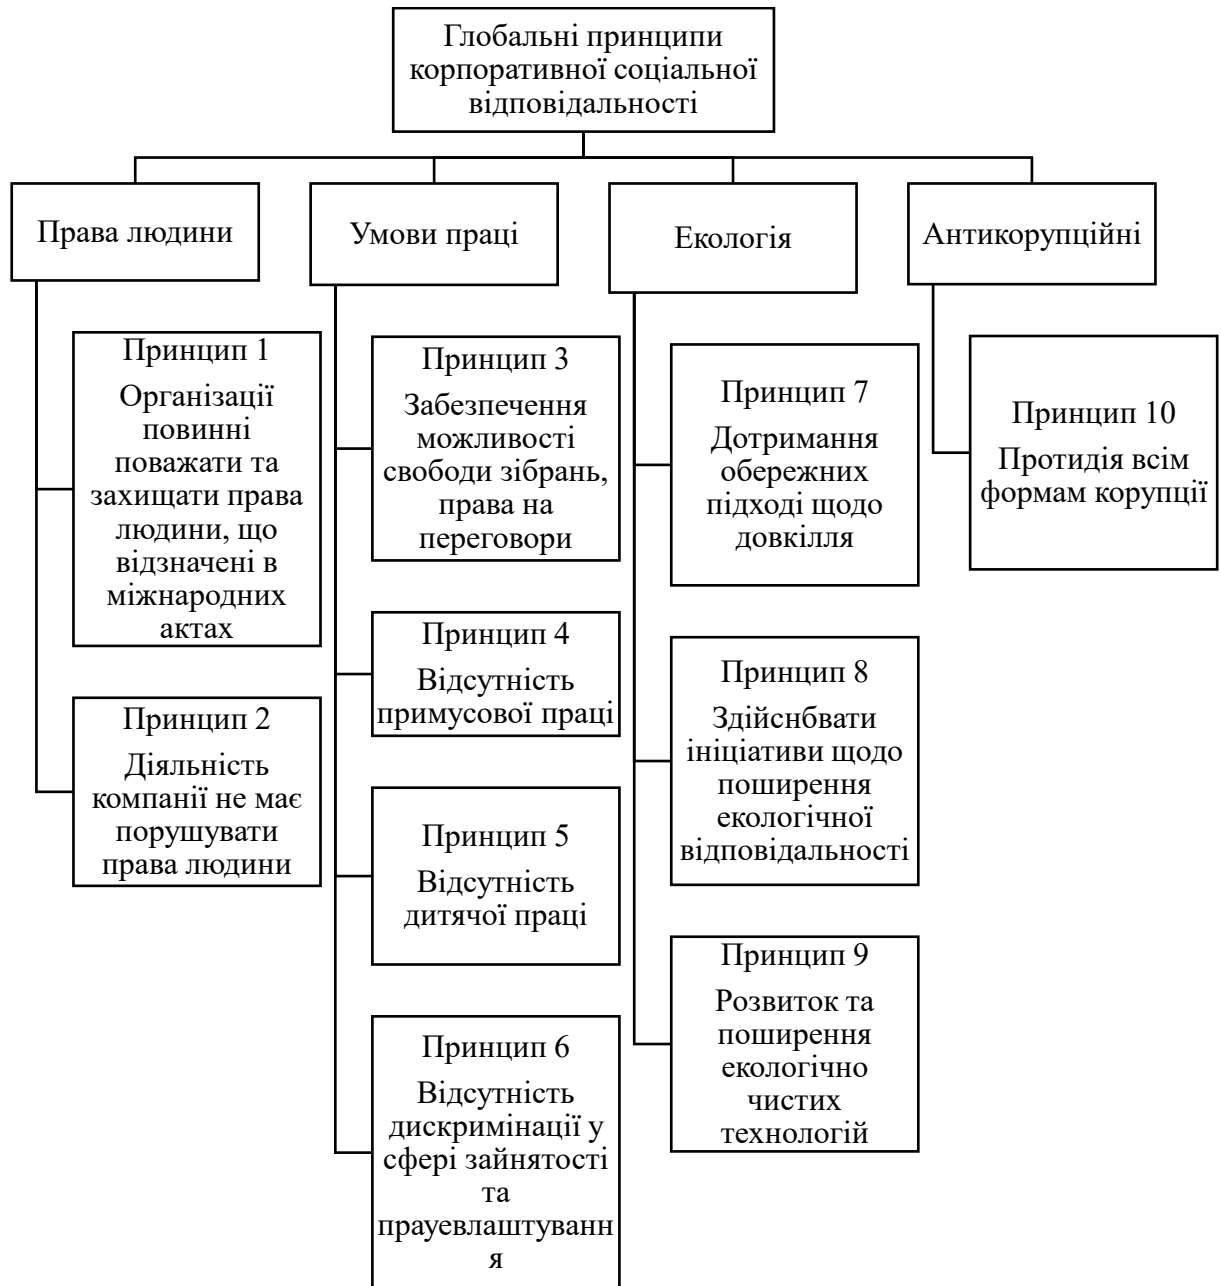 Глобальні принципи
корпоративної соціальної
відповідальності
Права людини
Принцип 1
Організації
повинні
поважати та
захищати права
людини, що
відзначені в
міжнародних
актах
Принцип 2
Діяльність
компанії не має
порушувати
права людини
Умови праці
Принцип 3
Забезпечення
можливості
свободи зібрань,
права на
переговори
Принцип 4
Відсутність
примусової праці
Принцип 5
Відсутність
дитячої праці
Принцип 6
Відсутність
дискримінації у
сфері зайнятості
та
прауевлаштуванн
я
Екологія
Принцип 7
Дотримання
обережних
підході щодо
довкілля
Принцип 8
Здійснбвати
ініціативи щодо
поширення
екологічної
відповідальності
Принцип 9
Розвиток та
поширення
екологічно
чистих
технологій
Антикорупційні
Принцип 10
Протидія всім
формам корупції